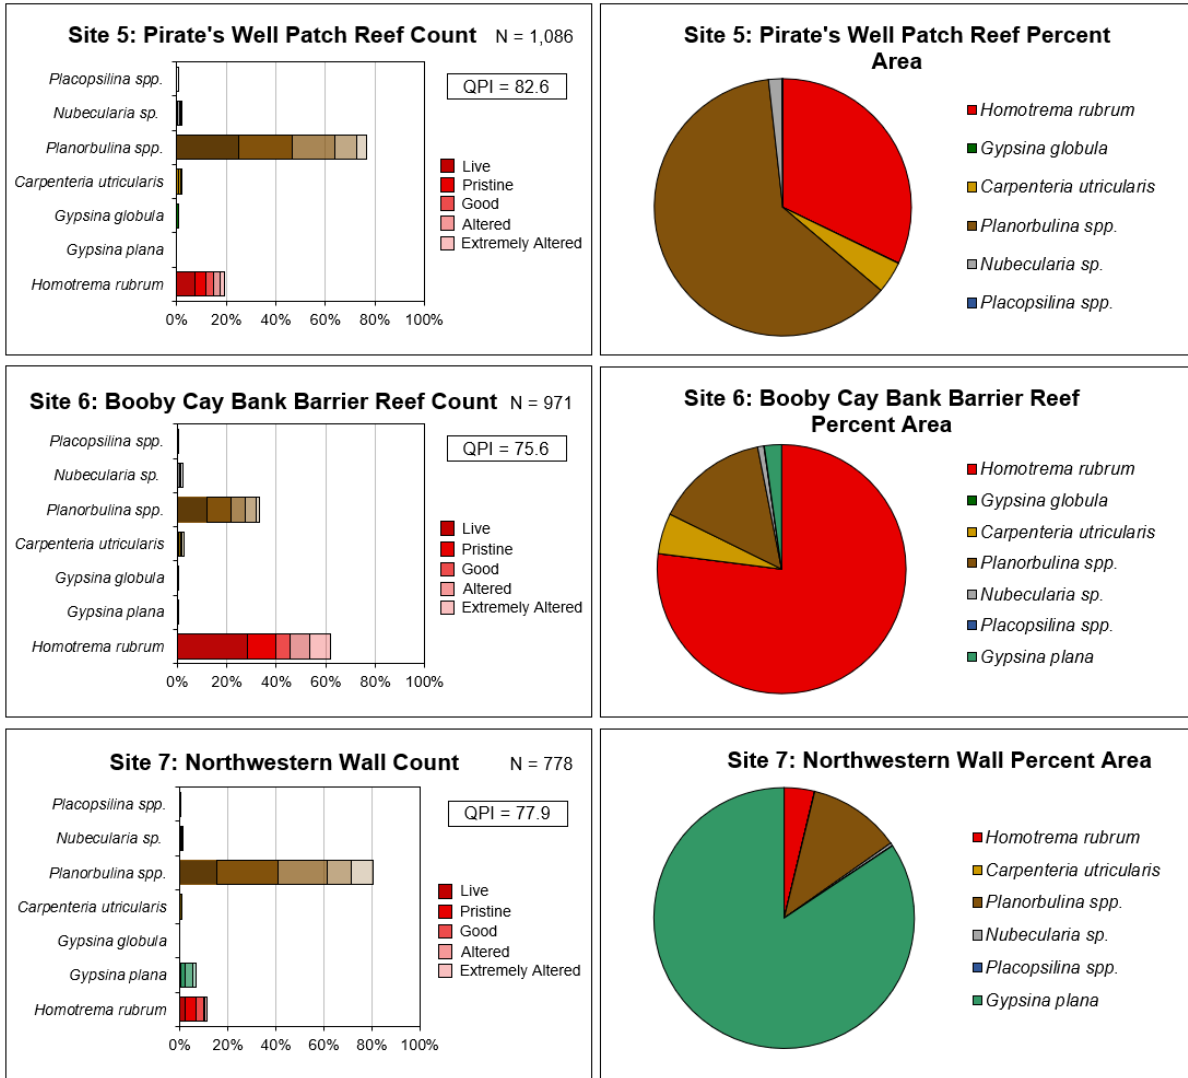 Site 5: Pirate's Well Patch Reef Count N = 1,086
QPI = 82.6
Placopsilina spp.
Nubecularia sp.
Planorbulina spp.
Carpenteria utricularis
Gypsina globula
Gypsina plana
Homotrema rubrum
0% 20% 40% 60% 80% 100%
Live
Pristine
Good
Altered
Extremely Altered
Site 5: Pirate's Well Patch Reef Percent
Area
Homotrema rubrum
Gypsina globula
Carpenteria utricularis
Planorbulina spp.
Nubecularia sp.
Placopsilina spp.
Site 6: Booby Cay Bank Barrier Reef Count N = 971
QPI = 75.6
Placopsilina spp.
Nubecularia sp.
Planorbulina spp.
Carpenteria utricularis
Gypsina globula
Gypsina plana
Homotrema rubrum
0% 20% 40% 60% 80% 100%
Live
Pristine
Good
Altered
Extremely Altered
Site 6: Booby Cay Bank Barrier Reef
Percent Area
Homotrema rubrum
Gypsina globula
Carpenteria utricularis
Planorbulina spp.
Nubecularia sp.
Placopsilina spp.
Gypsina plana
Site 7: Northwestern Wall Count N = 778
QPI = 77.9
Placopsilina spp.
Nubecularia sp.
Planorbulina spp.
Carpenteria utricularis
Gypsina globula
Gypsina plana
Homotrema rubrum
0% 20% 40% 60% 80% 100%
Live
Pristine
Good
Altered
Extremely Altered
Site 7: Northwestern Wall Percent Area
Homotrema rubrum
Carpenteria utricularis
Planorbulina spp.
Nubecularia sp.
Placopsilina spp.
Gypsina plana